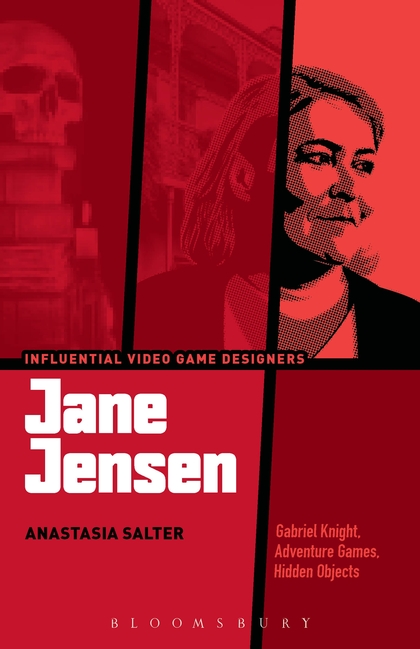 INFLUENTIAL VIDEO GAME DESIGNERS
Jane
Jensen
ANASTASIA SALTER
Gabriel Knight,
Adventure Games,
Hidden Objects
BLOOMSBURY